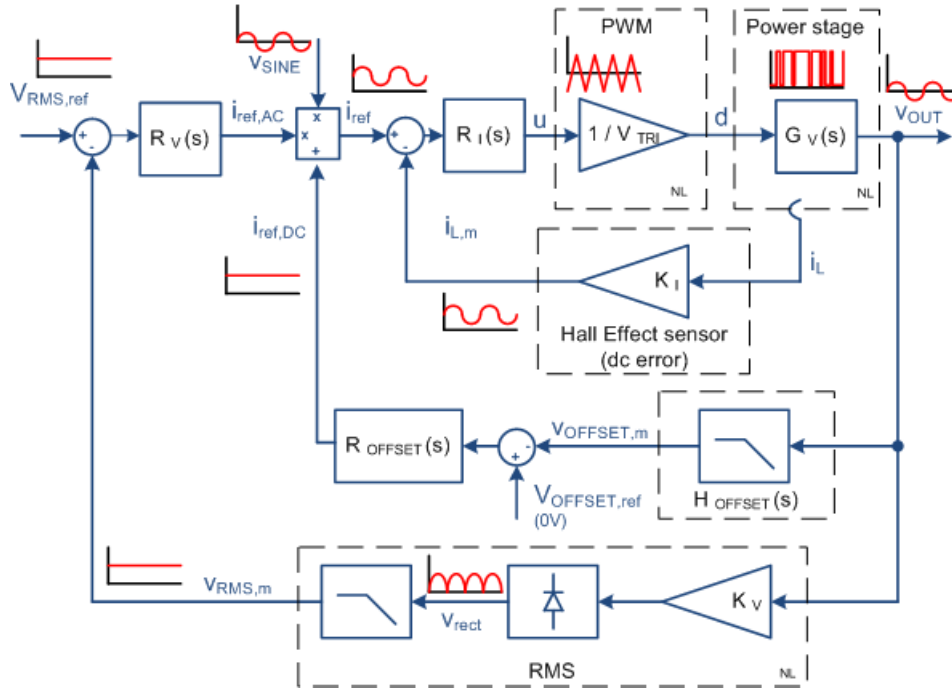 PWM
Power stage
V_SINE
V_RMS,ref
i_ref,AC
i_ref
u
d
v_OUT
+
-
R_V(s)
x
x
+
+
-
R_I(s)
1 / V_TRI
G_V(s)
NL
NL
i_ref,DC
i_L,m
K_I
i_L
Hall Effect sensor
(dc error)
R_OFFSET(s)
v_OFFSET,m
+
-
V_OFFSET,ref
(0V)
H_OFFSET(s)
v_RMS,m
v_rect
K_V
RMS
NL